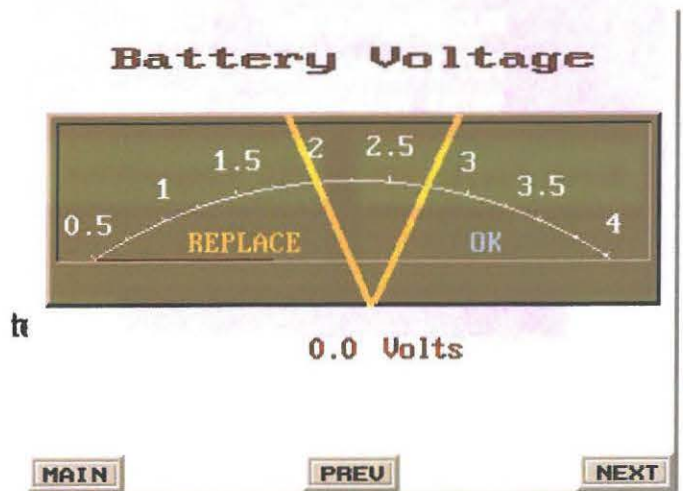 Battery Voltage
0.5 1 1.5 2 2.5 3 3.5 4
REPLACE OK
0.0 Volts
MAIN PREV NEXT